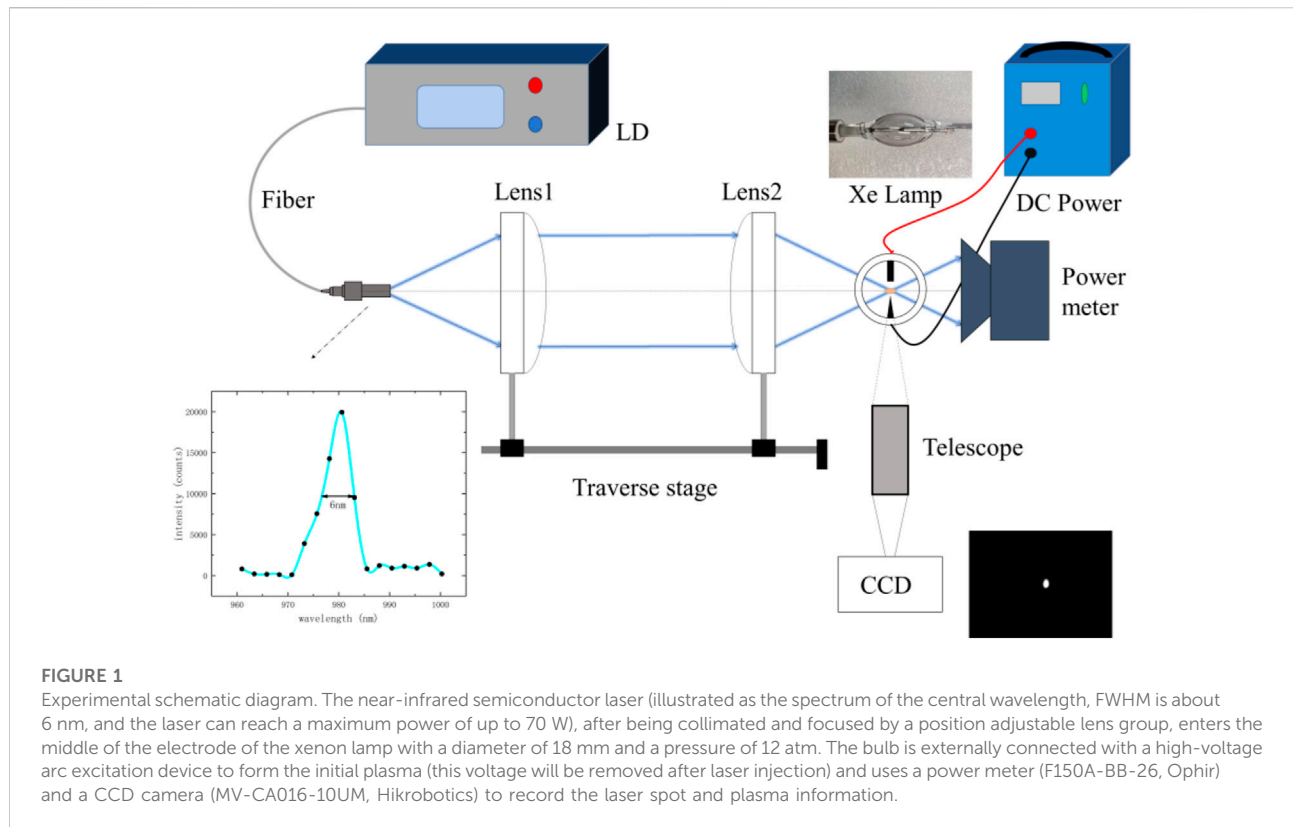 LD
Fiber
Lens1
Lens2
Xe Lamp
DC Power
Power
meter
Telescope
Traverse stage
CCD
intensity (counts)
20000
15000
10000
5000
0
6nm
960 970 980 990 1000
wavelength (nm)
FIGURE 1
Experimental schematic diagram. The near-infrared semiconductor laser (illustrated as the spectrum of the central wavelength, FWHM is about
6 nm, and the laser can reach a maximum power of up to 70 W), after being collimated and focused by a position adjustable lens group, enters the
middle of the electrode of the xenon lamp with a diameter of 18 mm and a pressure of 12 atm. The bulb is externally connected with a high-voltage
arc excitation device to form the initial plasma (this voltage will be removed after laser injection) and uses a power meter (F150A-BB-26, Ophir)
and a CCD camera (MV-CA016-10UM, Hikrobotics) to record the laser spot and plasma information.